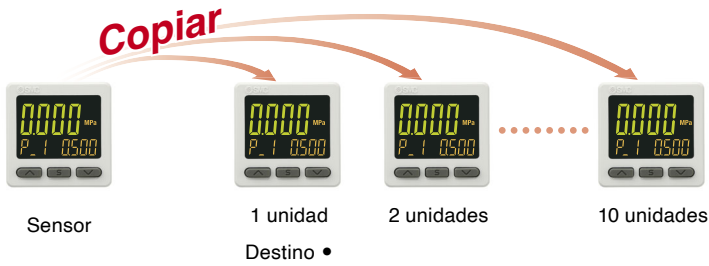 Copiar
0.000 MPa
P_1 0.500
S
0.000 MPa
P_1 0.500
S
0.000 MPa
P_1 0.500
S
0.000 MPa
P_1 0.500
S
Sensor
1 unidad
2 unidades
10 unidades
Destino •